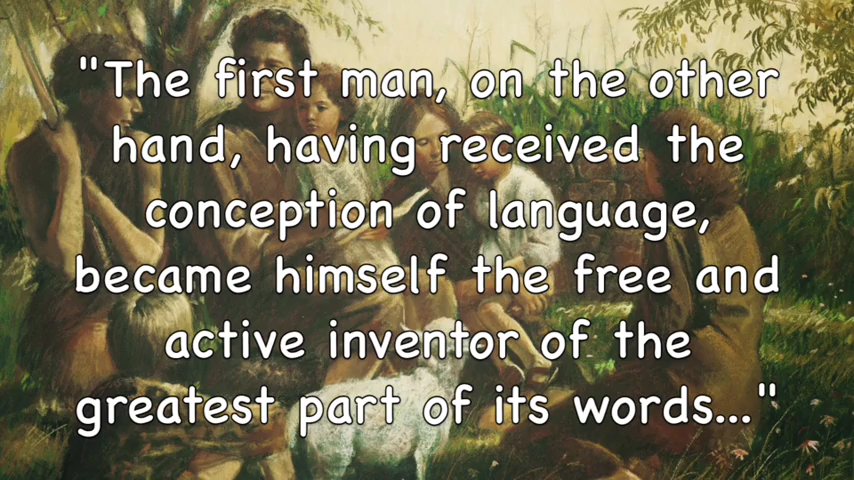 "The first man, on the other
hand, having received the
conception of language,
became himself the free and
active inventor of the
greatest part of its words..."